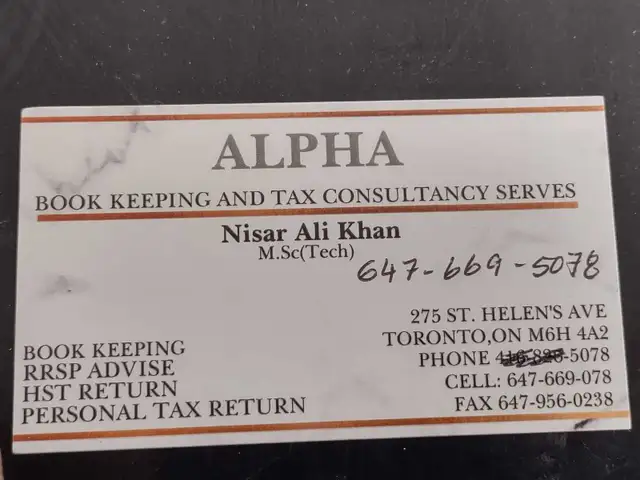 ALPHA
BOOK KEEPING AND TAX CONSULTANCY SERVES
Nisar Ali Khan
M.Sc(Tech)
647-669-5078
275 ST. HELEN'S AVE
TORONTO,ON M6H 4A2
PHONE -5078
CELL: 647-669-078
FAX 647-956-0238
BOOK KEEPING
RRSP ADVISE
HST RETURN
PERSONAL TAX RETURN